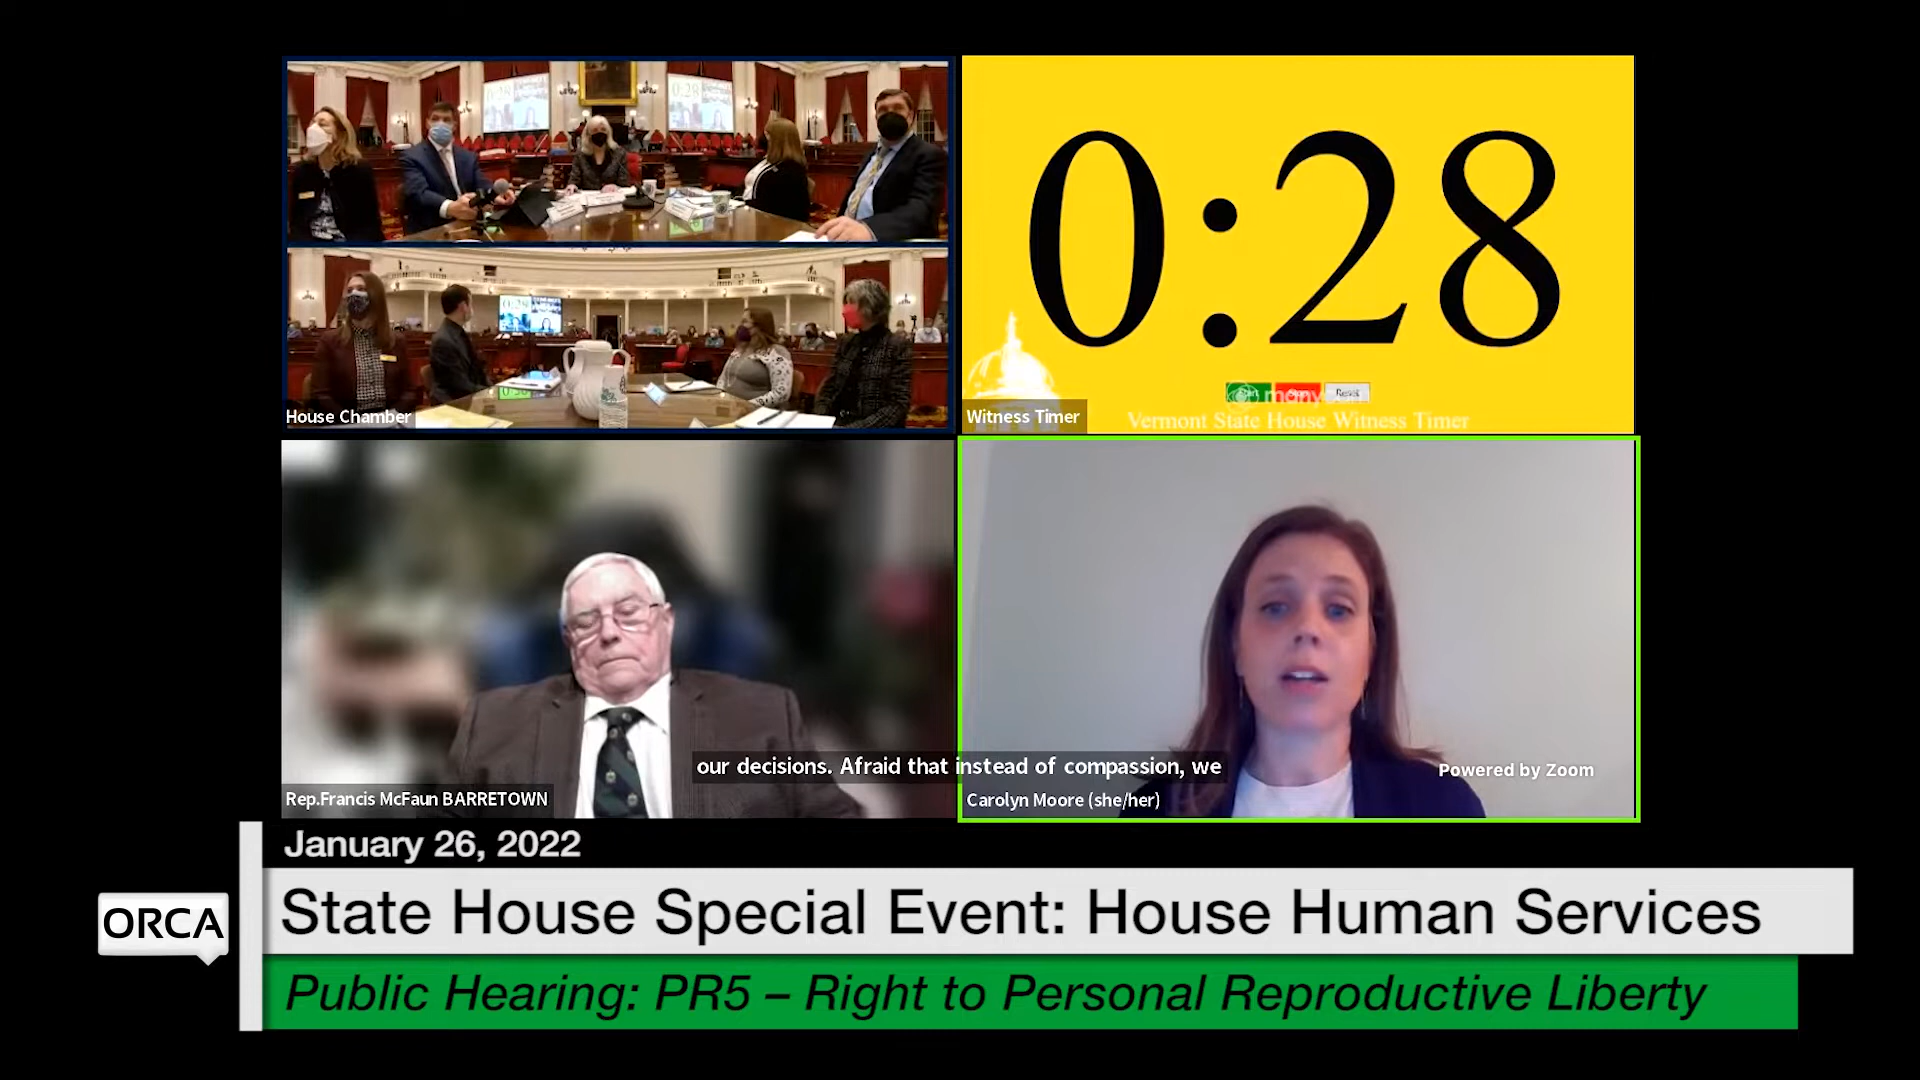 0:28
House Chamber
Witness Timer
Reset
Vermont State House Witness Timer
our decisions. Afraid that instead of compassion, we
Powered by Zoom
Rep.Francis McFaun BARRETOWN
Carolyn Moore (she/her)
January 26, 2022
ORCA
State House Special Event: House Human Services
Public Hearing: PR5 – Right to Personal Reproductive Liberty